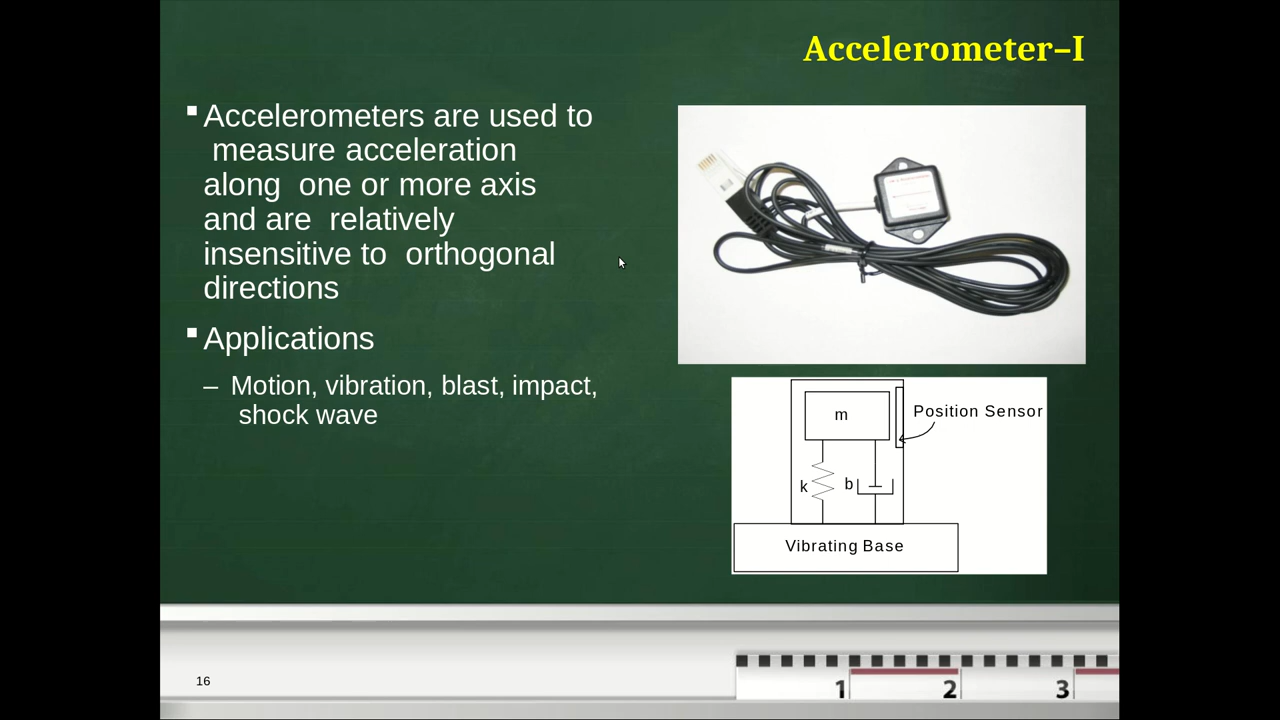 Accelerometer–I
▪Accelerometers are used to
measure acceleration
along one or more axis
and are relatively
insensitive to orthogonal
directions
▪Applications
– Motion, vibration, blast, impact,
shock wave
m
Position Sensor
k
b
Vibrating Base
16
1 2 3